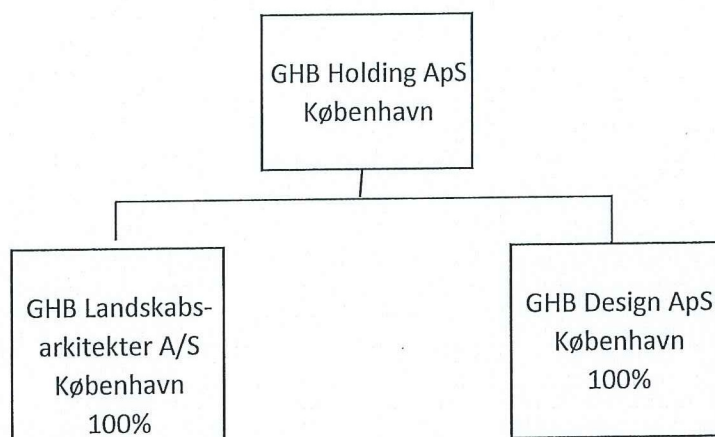 GHB Holding ApS
København
GHB Landskabs-
arkitekter A/S
København
100%
GHB Design ApS
København
100%